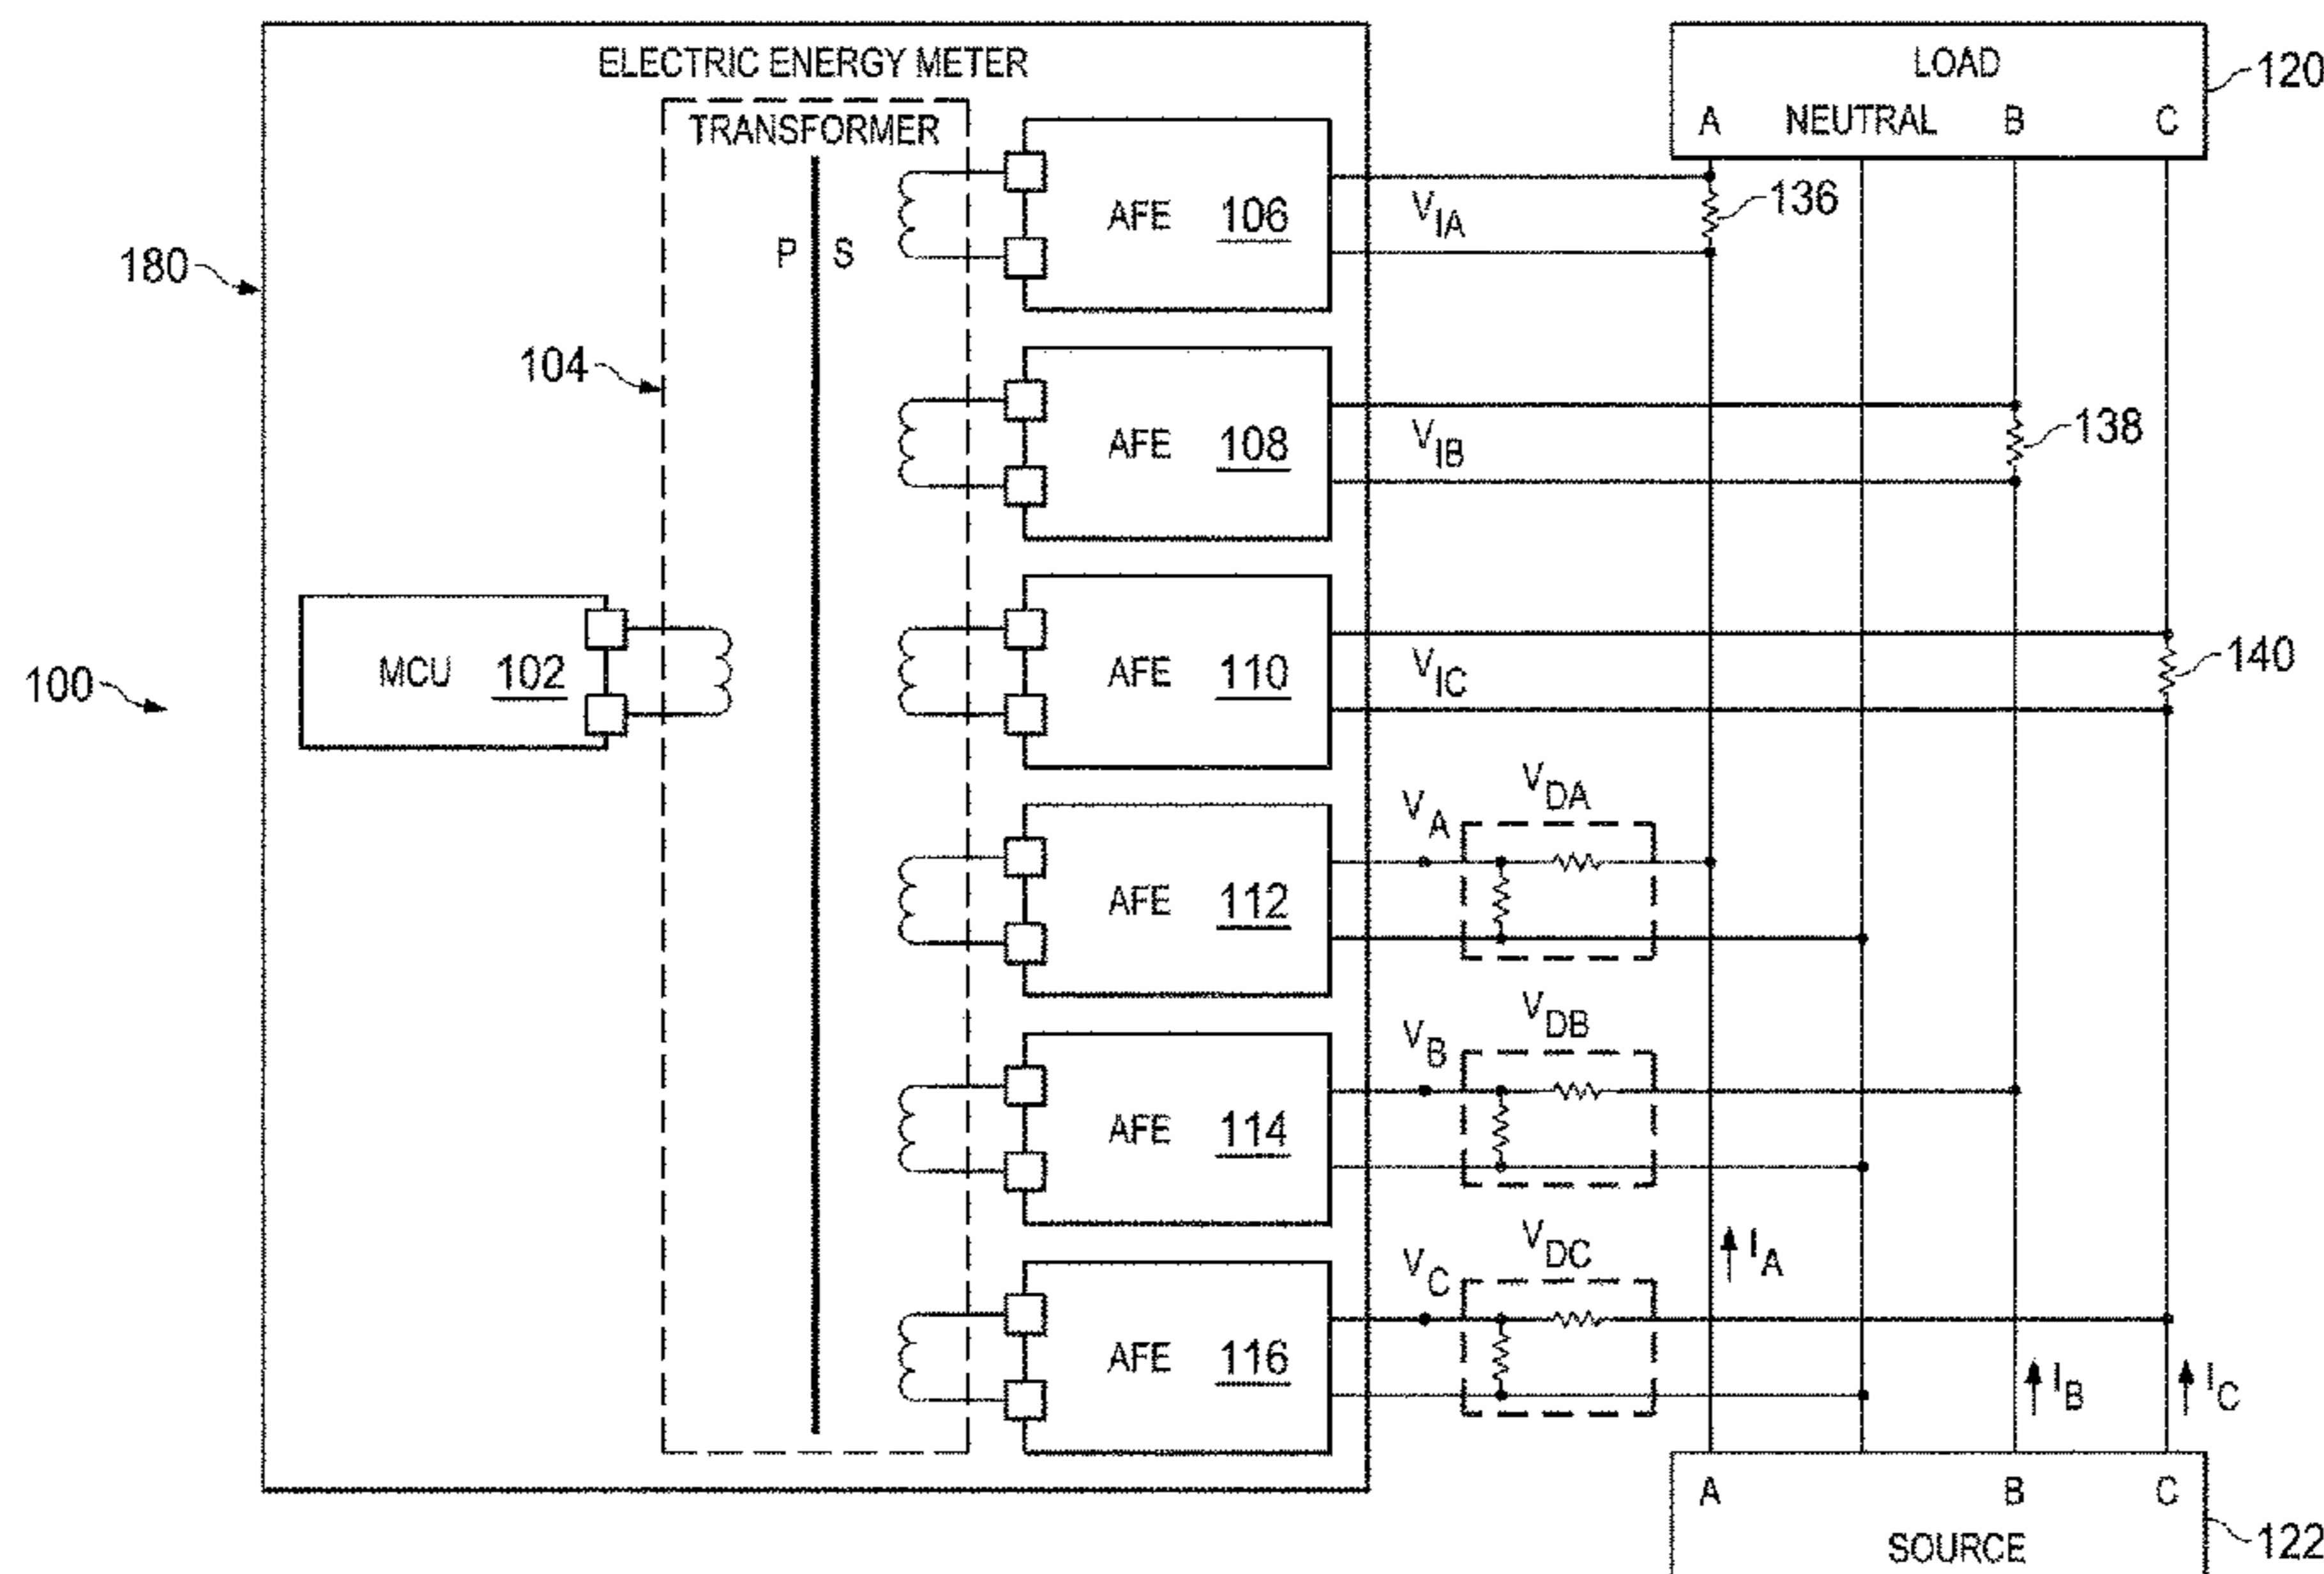 ELECTRIC ENERGY METER
TRANSFORMER
P S
180
104
100
MCU 102
AFE 106
AFE 108
AFE 110
AFE 112
AFE 114
AFE 116
VIA
VIB
VIC
VA
VDA
VB
VDB
VC
VDC
LOAD
A NEUTRAL B C
120
136
138
140
IA
IB
IC
A B C
SOURCE
122